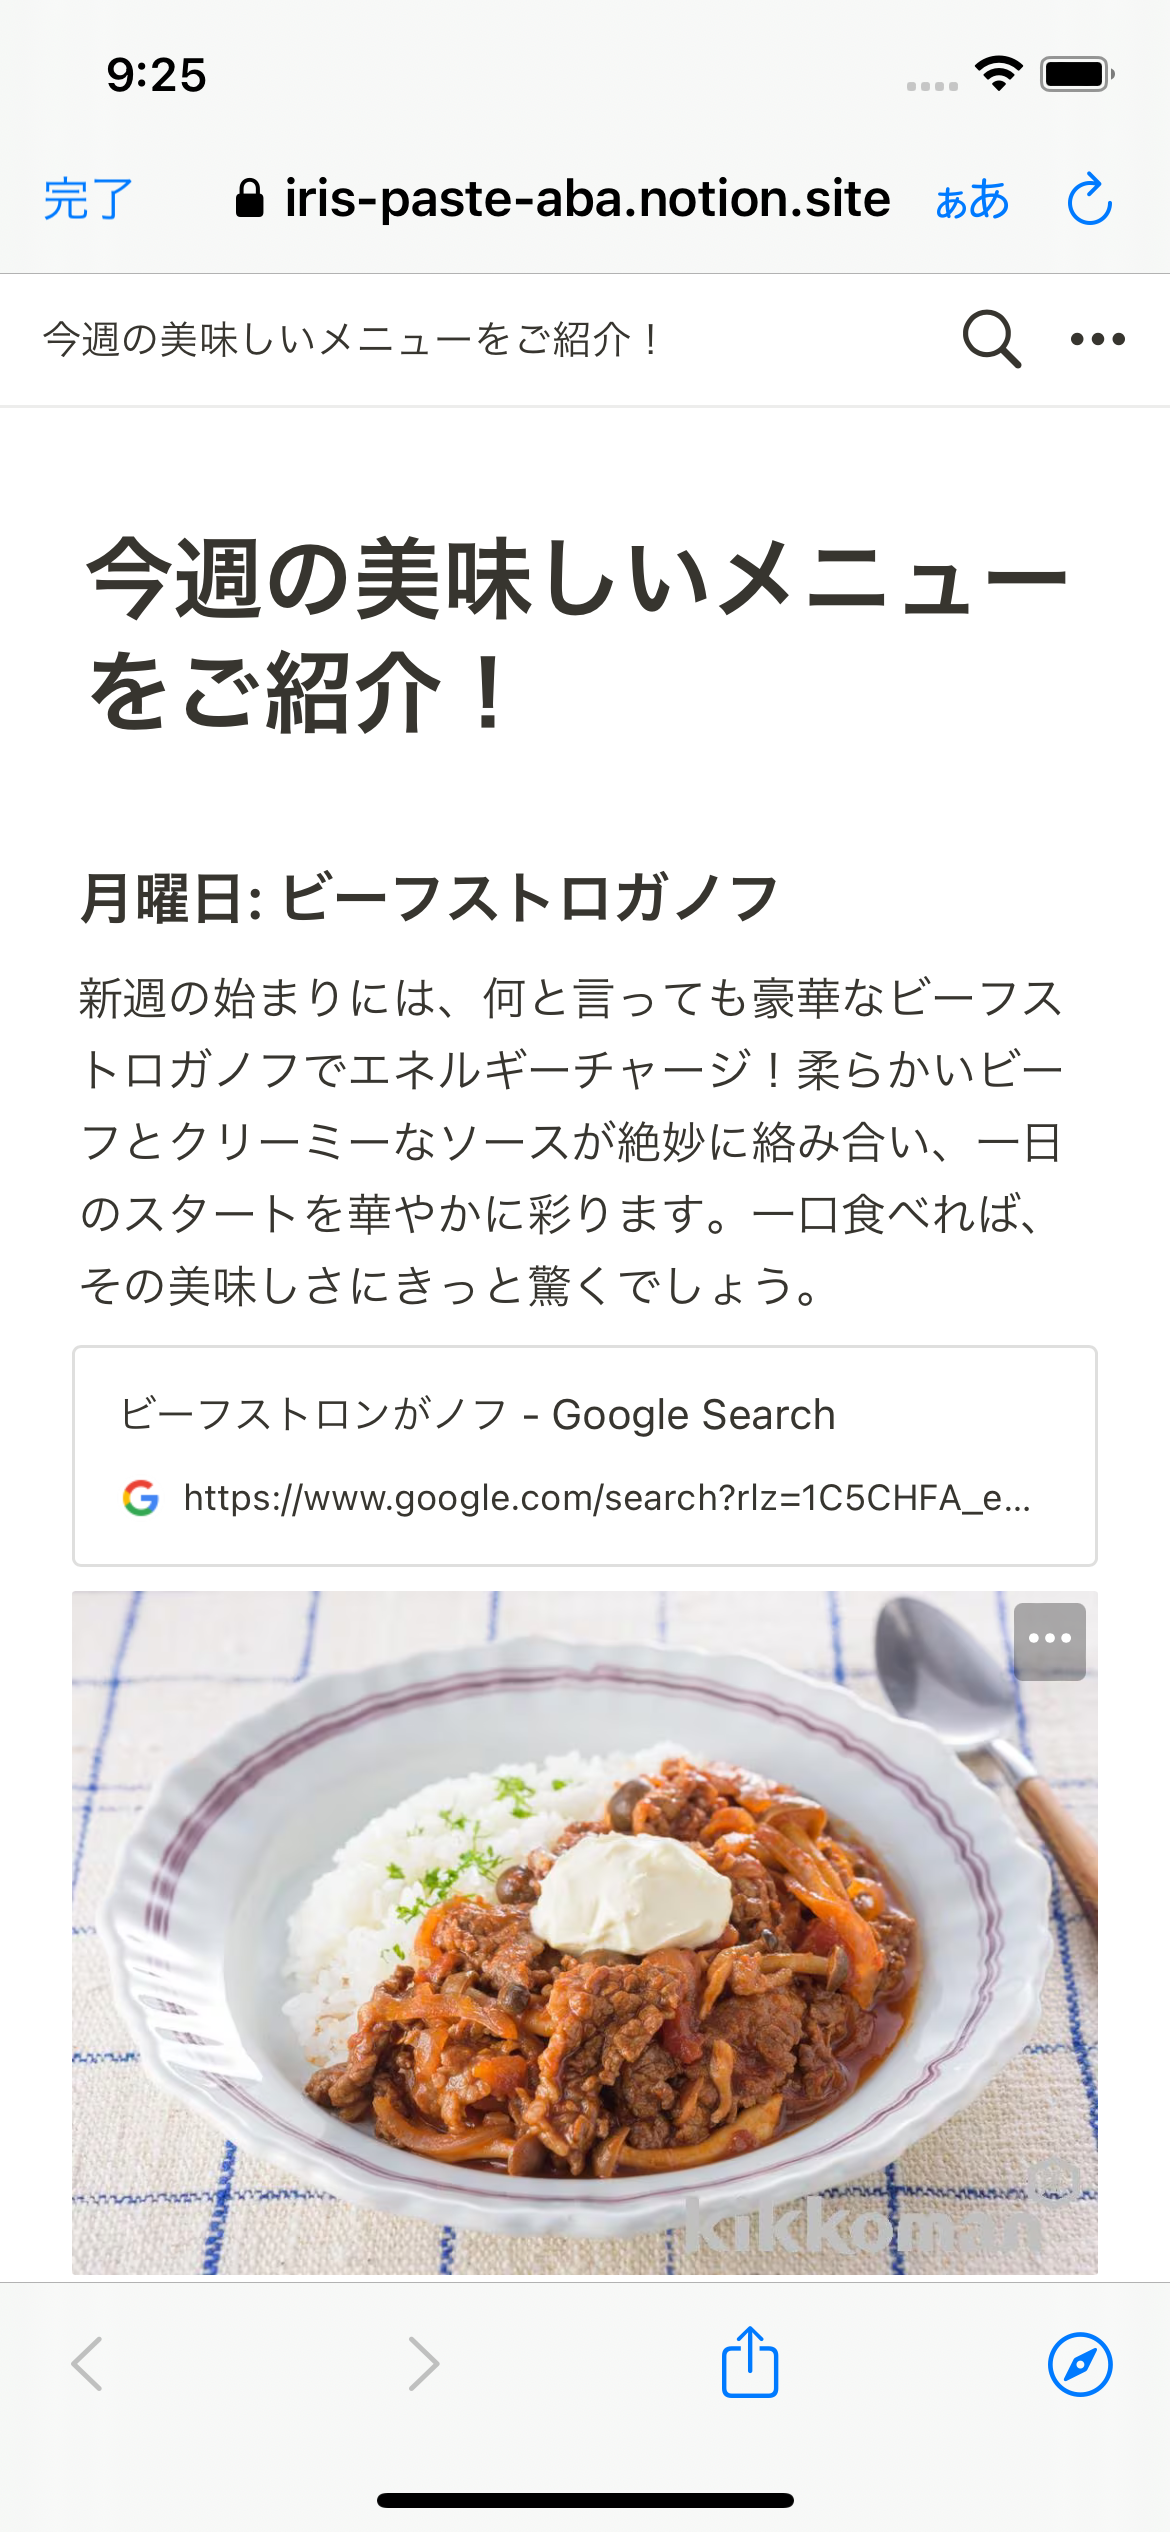 9:25
完了
iris-paste-aba.notion.site
ぁあ
今週の美味しいメニューをご紹介！
今週の美味しいメニュー
をご紹介！
月曜日: ビーフストロガノフ
新週の始まりには、何と言っても豪華なビーフス
トロガノフでエネルギーチャージ！柔らかいビー
フとクリーミーなソースが絶妙に絡み合い、一日
のスタートを華やかに彩ります。一口食べれば、
その美味しさにきっと驚くでしょう。
ビーフストロンがノフ - Google Search
https://www.google.com/search?rlz=1C5CHFA_e...
kikkoman